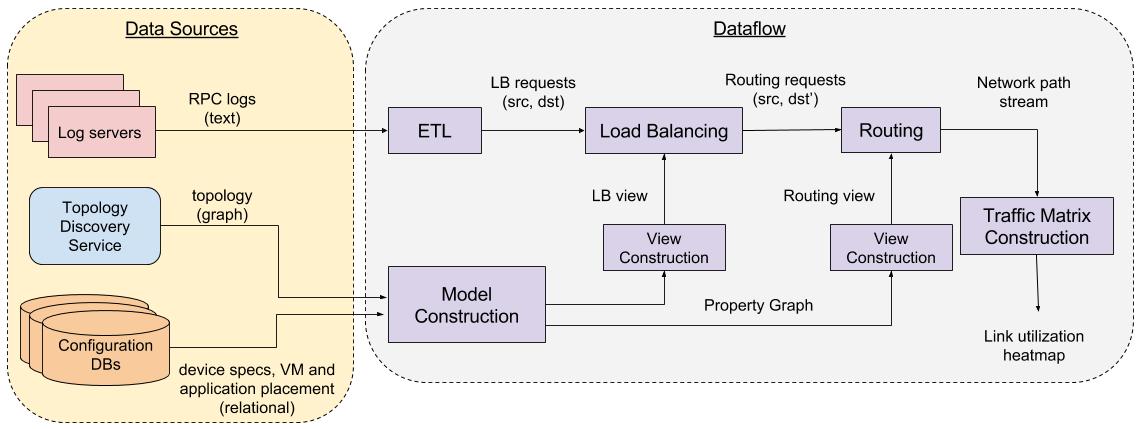 Data Sources
Dataflow
RPC logs
(text)
Log servers
LB requests
(src, dst)
Routing requests
(src, dst’)
Network path
stream
ETL
Load Balancing
Routing
topology
(graph)
Topology
Discovery
Service
LB view
Routing view
Traffic Matrix
Construction
View
Construction
View
Construction
Model
Construction
Property Graph
Link utilization
heatmap
Configuration
DBs
device specs, VM and
application placement
(relational)